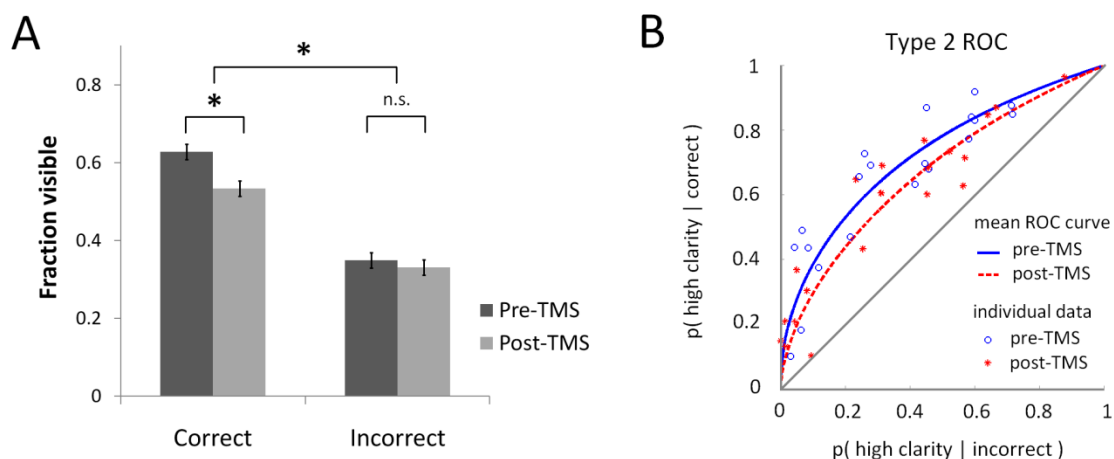 A
Fraction visible
0.8
0.6
0.4
0.2
0
*
*
n.s.
Pre-TMS
Post-TMS
Correct
Incorrect
B
Type 2 ROC
p( high clarity | correct )
1
0.8
0.6
0.4
0.2
0
mean ROC curve
pre-TMS
post-TMS
individual data
pre-TMS
post-TMS
0 0.2 0.4 0.6 0.8 1
p( high clarity | incorrect )